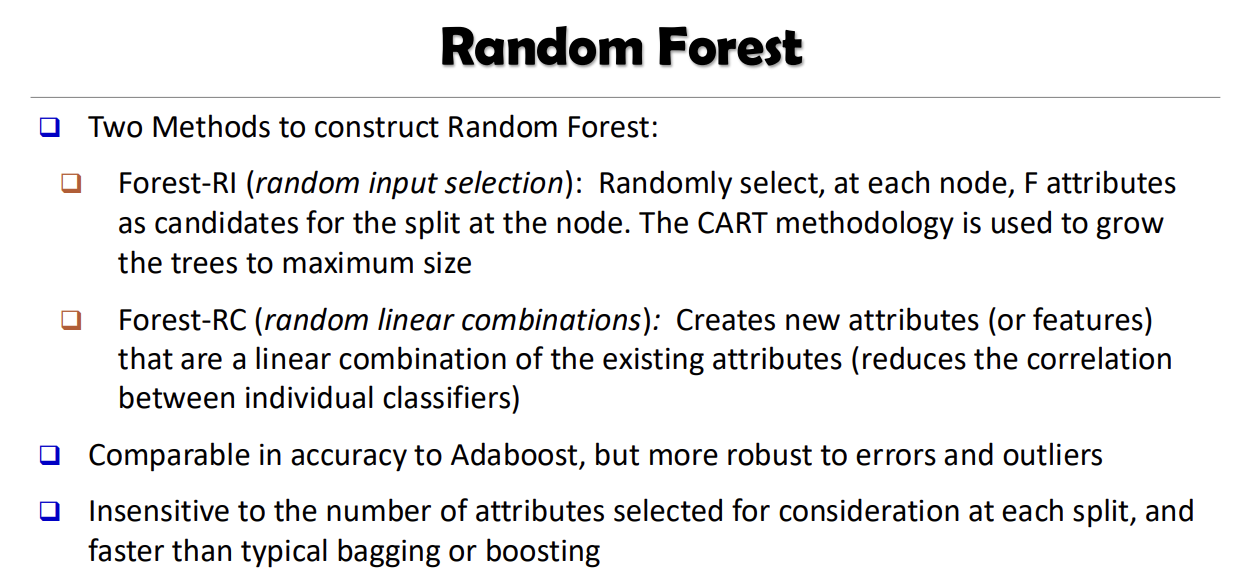 Random Forest
❑ Two Methods to construct Random Forest:
❑ Forest-RI (random input selection): Randomly select, at each node, F attributes
as candidates for the split at the node. The CART methodology is used to grow
the trees to maximum size
❑ Forest-RC (random linear combinations): Creates new attributes (or features)
that are a linear combination of the existing attributes (reduces the correlation
between individual classifiers)
❑ Comparable in accuracy to Adaboost, but more robust to errors and outliers
❑ Insensitive to the number of attributes selected for consideration at each split, and
faster than typical bagging or boosting